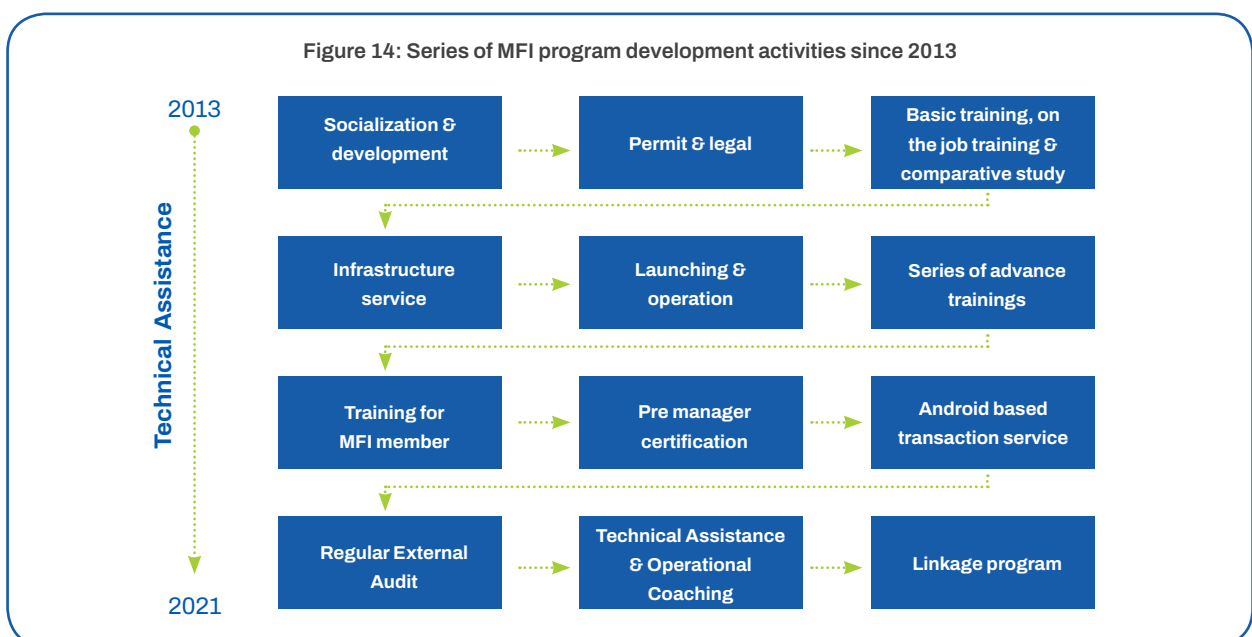 Figure 14: Series of MFI program development activities since 2013
2013
Technical Assistance
2021
Socialization &
development
Permit & legal
Basic training, on
the job training &
comparative study
Infrastructure
service
Launching &
operation
Series of advance
trainings
Training for
MFI member
Pre manager
certification
Android based
transaction service
Regular External
Audit
Technical Assistance
& Operational
Coaching
Linkage program